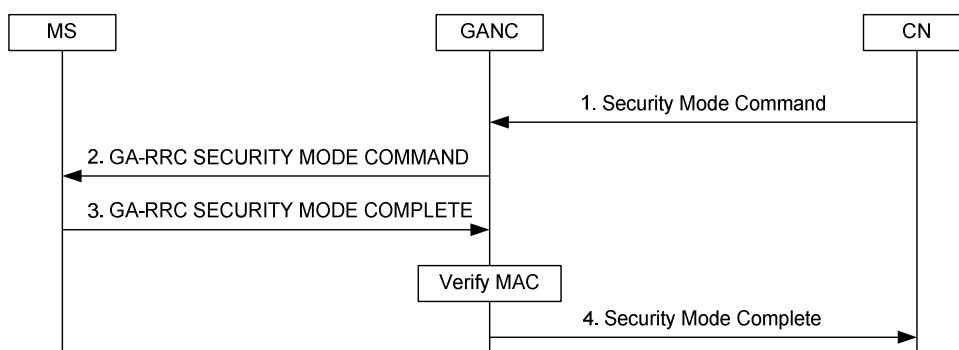 MS
GANC
CN
1. Security Mode Command
2. GA-RRC SECURITY MODE COMMAND
3. GA-RRC SECURITY MODE COMPLETE
Verify MAC
4. Security Mode Complete